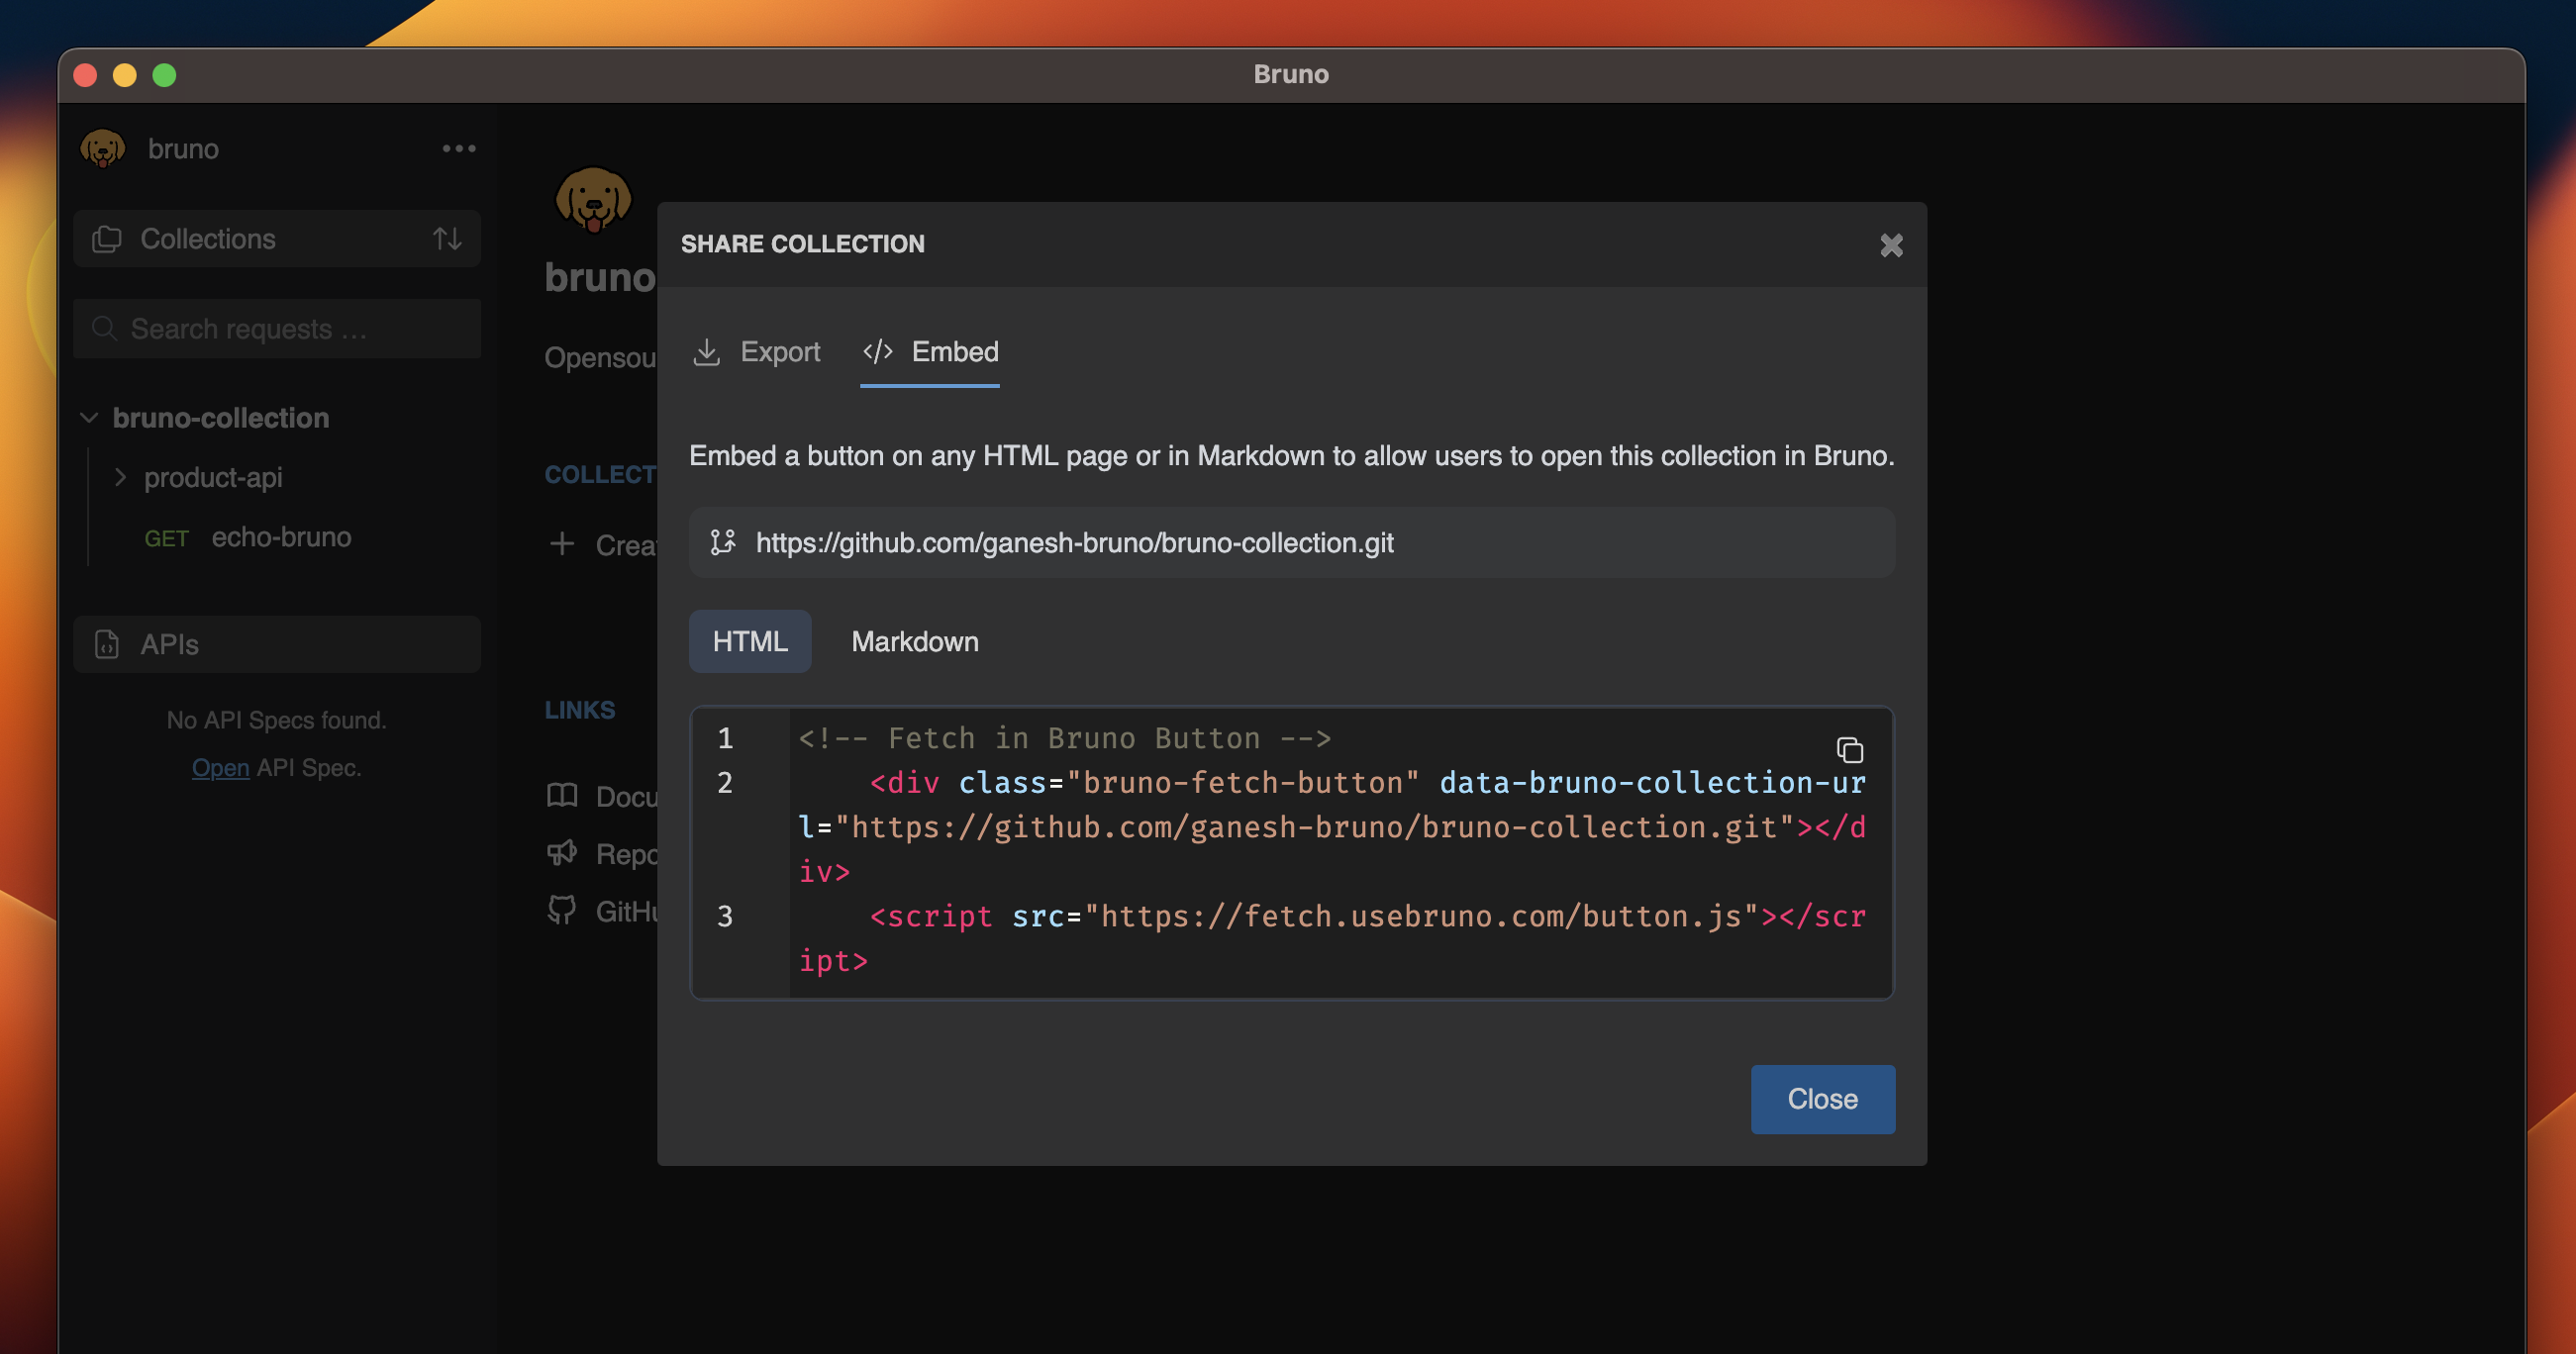 Bruno
bruno
Collections
Search requests ...
bruno-collection
product-api
GET echo-bruno
APIs
No API Specs found.
Open API Spec.
bruno
Opensou
COLLECT
Crea
LINKS
Docu
Repo
GitHu
SHARE COLLECTION
Export
Embed
Embed a button on any HTML page or in Markdown to allow users to open this collection in Bruno.
https://github.com/ganesh-bruno/bruno-collection.git
HTML
Markdown
1 <!-- Fetch in Bruno Button -->
2 <div class="bruno-fetch-button" data-bruno-collection-ur
l="https://github.com/ganesh-bruno/bruno-collection.git"></d
iv>
3 <script src="https://fetch.usebruno.com/button.js"></scr
ipt>
Close